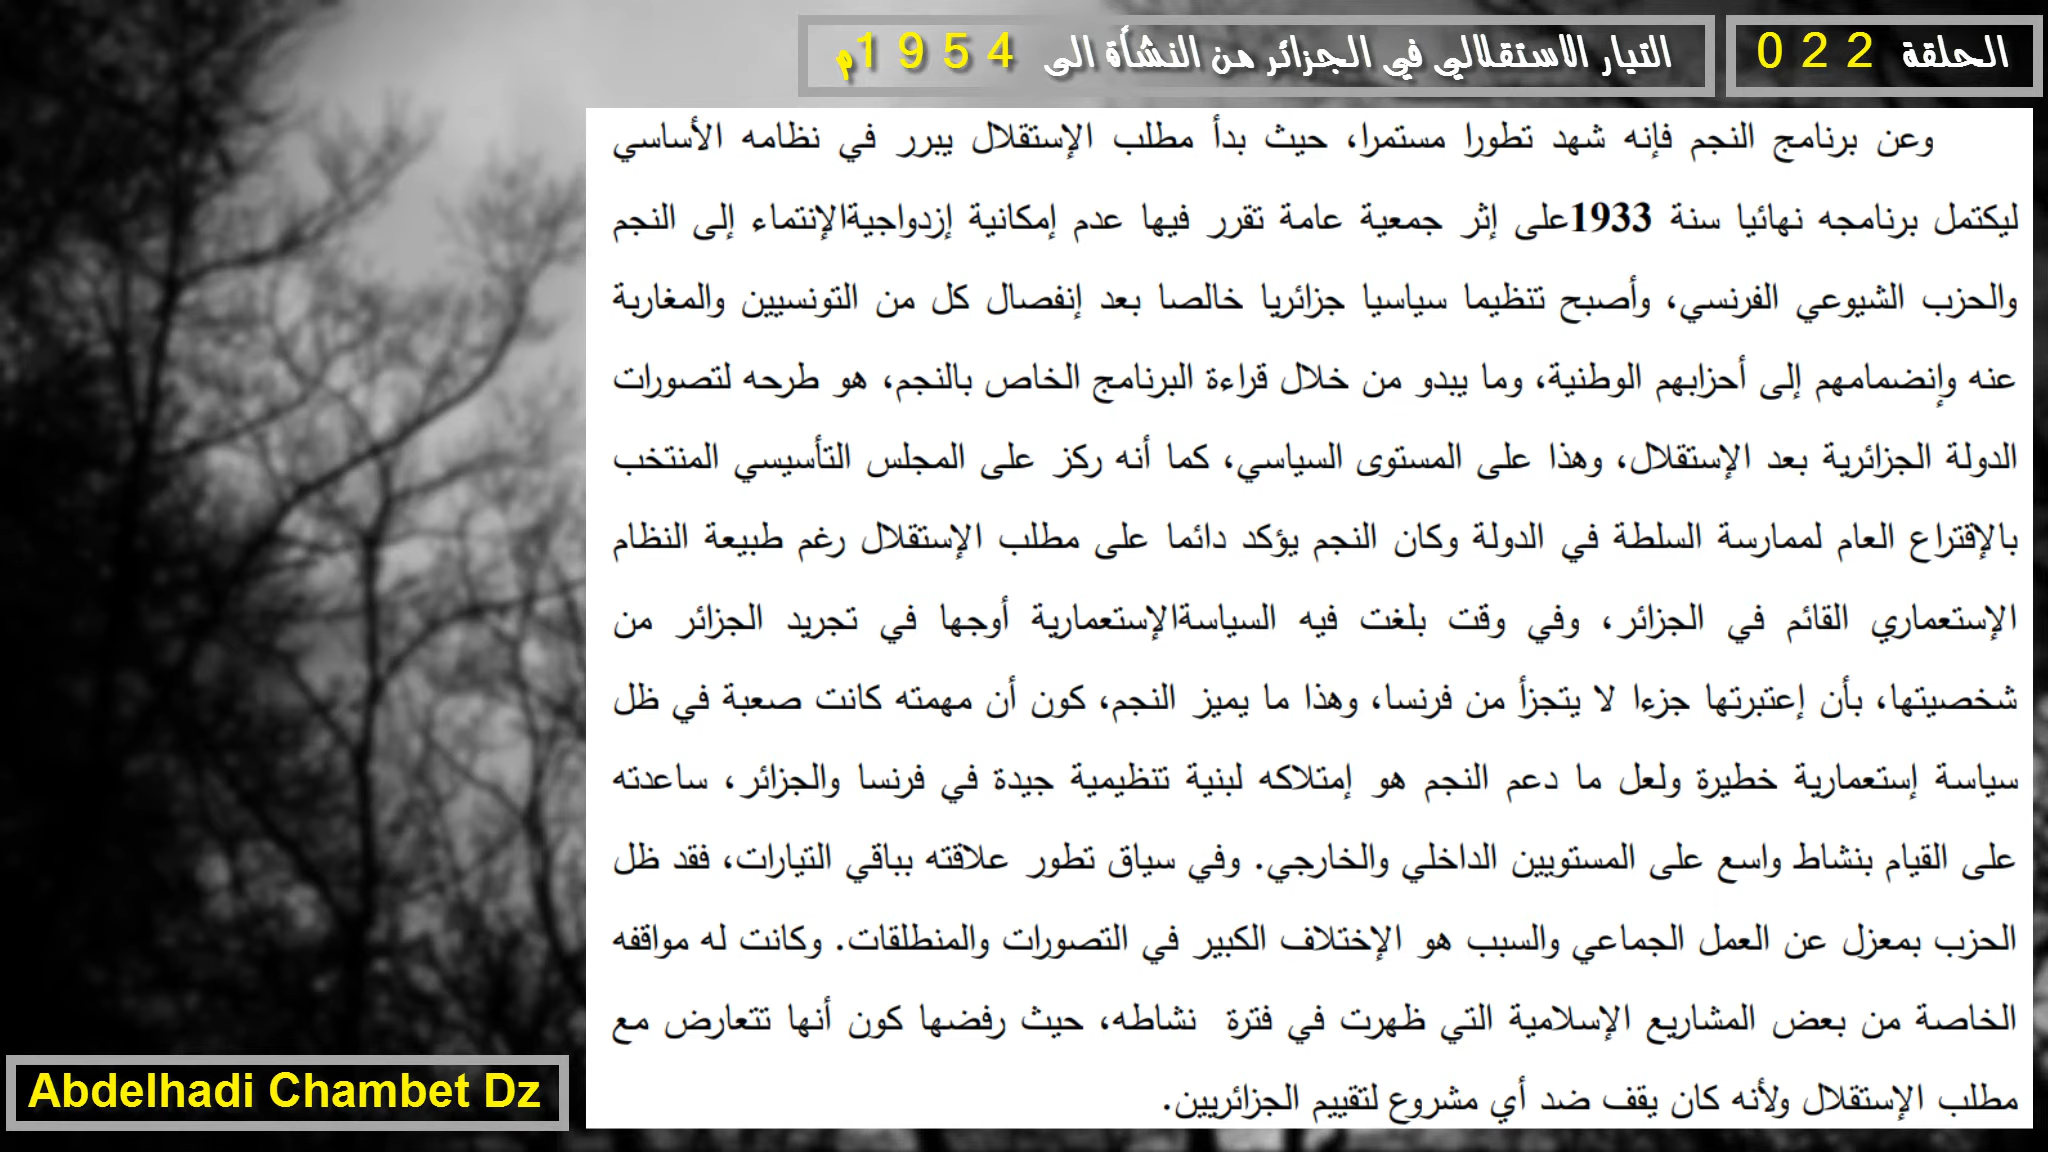 الحلقة 022
التيار الاستقلالي في الجزائر من النشأة الى 1954م
وعن برنامج النجم فإنه شهد تطورا مستمرا، حيث بدأ مطلب الإستقلال يبرر في نظامه الأساسي
ليكتمل برنامجه نهائيا سنة 1933على إثر جمعية عامة تقرر فيها عدم إمكانية إزدواجيةالإنتماء إلى النجم
والحزب الشيوعي الفرنسي، وأصبح تنظيما سياسيا جزائريا خالصا بعد إنفصال كل من التونسيين والمغاربة
عنه وإنضمامهم إلى أحزابهم الوطنية، وما يبدو من خلال قراءة البرنامج الخاص بالنجم، هو طرحه لتصورات
الدولة الجزائرية بعد الإستقلال، وهذا على المستوى السياسي، كما أنه ركز على المجلس التأسيسي المنتخب
بالإقتراع العام لممارسة السلطة في الدولة وكان النجم يؤكد دائما على مطلب الإستقلال رغم طبيعة النظام
الإستعماري القائم في الجزائر، وفي وقت بلغت فيه السياسةالإستعمارية أوجها في تجريد الجزائر من
شخصيتها، بأن إعتبرتها جزءا لا يتجزأ من فرنسا، وهذا ما يميز النجم، كون أن مهمته كانت صعبة في ظل
سياسة إستعمارية خطيرة ولعل ما دعم النجم هو إمتلاكه لبنية تنظيمية جيدة في فرنسا والجزائر، ساعدته
على القيام بنشاط واسع على المستويين الداخلي والخارجي. وفي سياق تطور علاقته بباقي التيارات، فقد ظل
الحزب بمعزل عن العمل الجماعي والسبب هو الإختلاف الكبير في التصورات والمنطلقات. وكانت له مواقفه
الخاصة من بعض المشاريع الإسلامية التي ظهرت في فترة نشاطه، حيث رفضها كون أنها تتعارض مع
مطلب الإستقلال ولأنه كان يقف ضد أي مشروع لتقييم الجزائريين.
Abdelhadi Chambet Dz